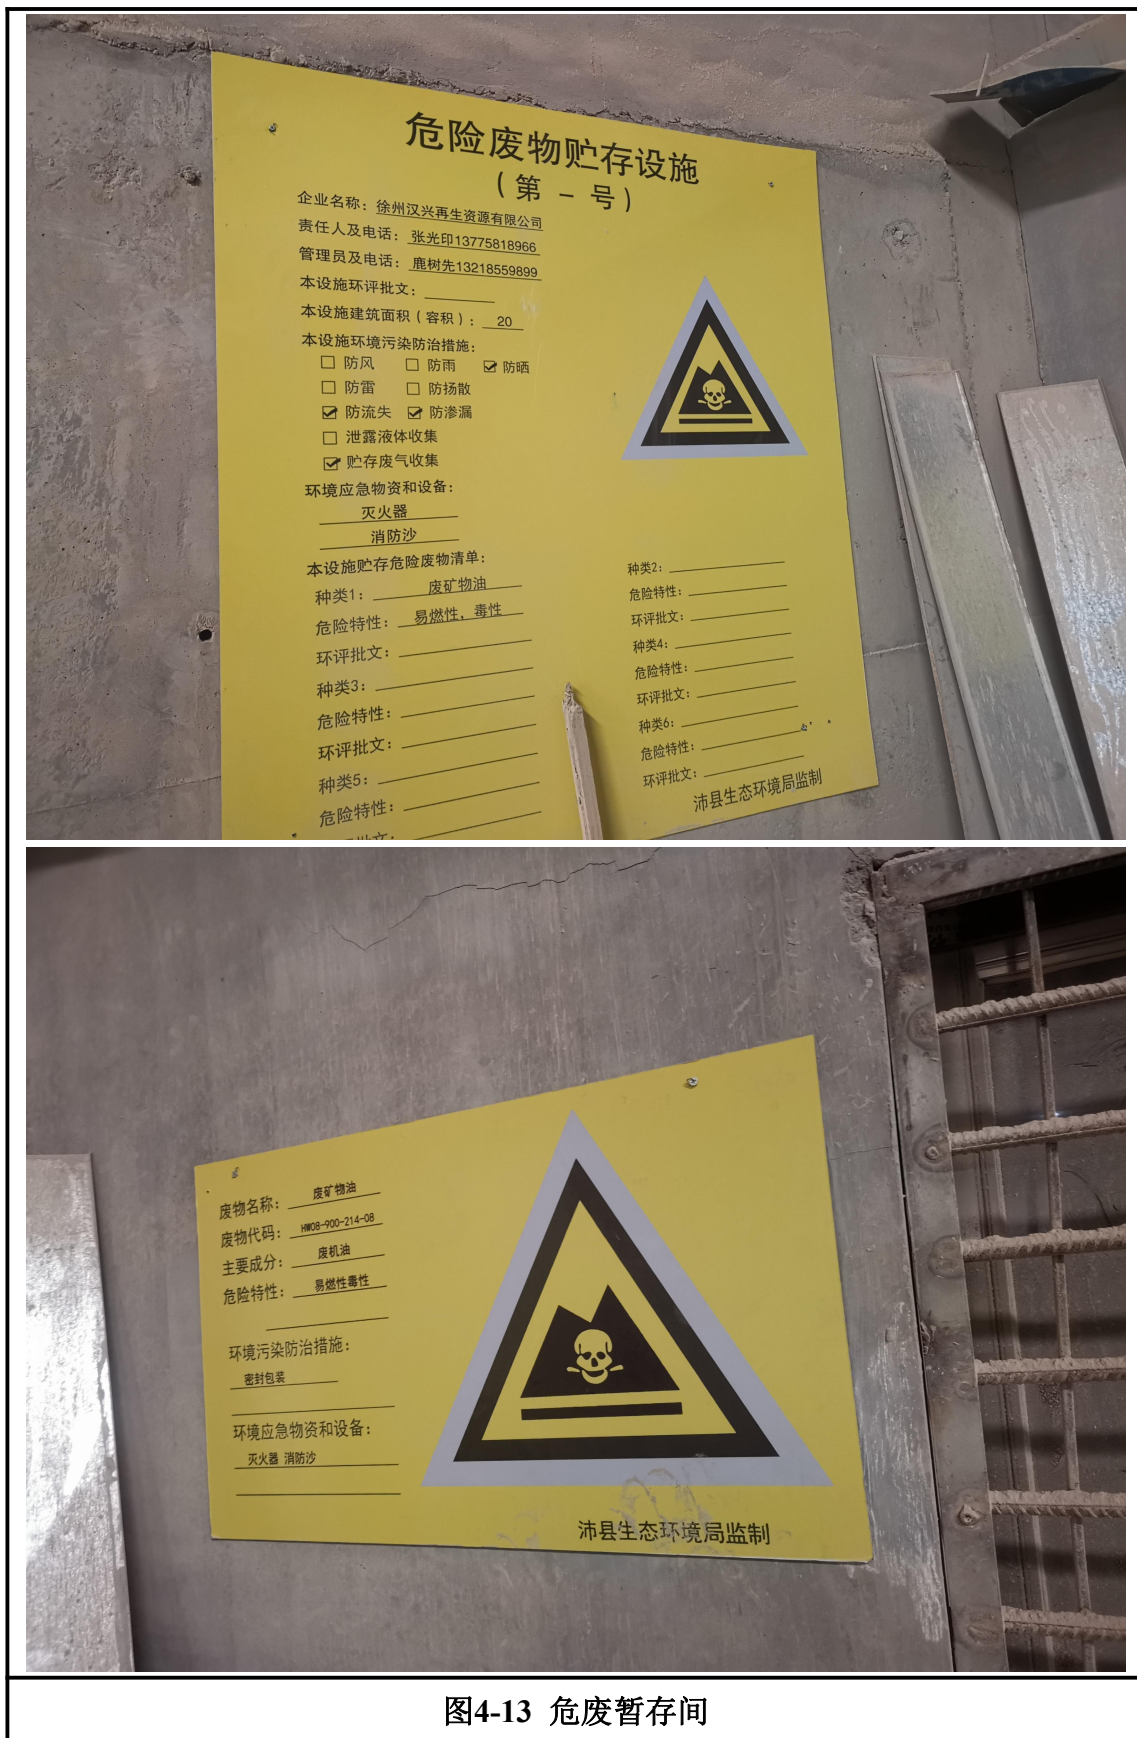 危险废物贮存设施
（第 – 号）
企业名称：徐州汉兴再生资源有限公司
责任人及电话：张光印13775818966
管理员及电话：鹿树先13218559899
本设施环评批文：
本设施建筑面积（容积）：20
本设施环境污染防治措施：
☐ 防风 ☐ 防雨 ☑ 防晒
☐ 防雷 ☐ 防扬散
☑ 防流失 ☑ 防渗漏
☐ 泄露液体收集
☑ 贮存废气收集
环境应急物资和设备：
灭火器
消防沙
本设施贮存危险废物清单：
种类1：废矿物油
危险特性：易燃性，毒性
环评批文：
种类3：
危险特性：
环评批文：
种类5：
危险特性：
批文：
种类2：
危险特性：
环评批文：
种类4：
危险特性：
环评批文：
种类6：
危险特性：
环评批文：
沛县生态环境局监制
废物名称：废矿物油
废物代码：HW08-900-214-08
主要成分：废机油
危险特性：易燃性毒性
环境污染防治措施：
密封包装
环境应急物资和设备：
灭火器 消防沙
沛县生态环境局监制
图4-13 危废暂存间